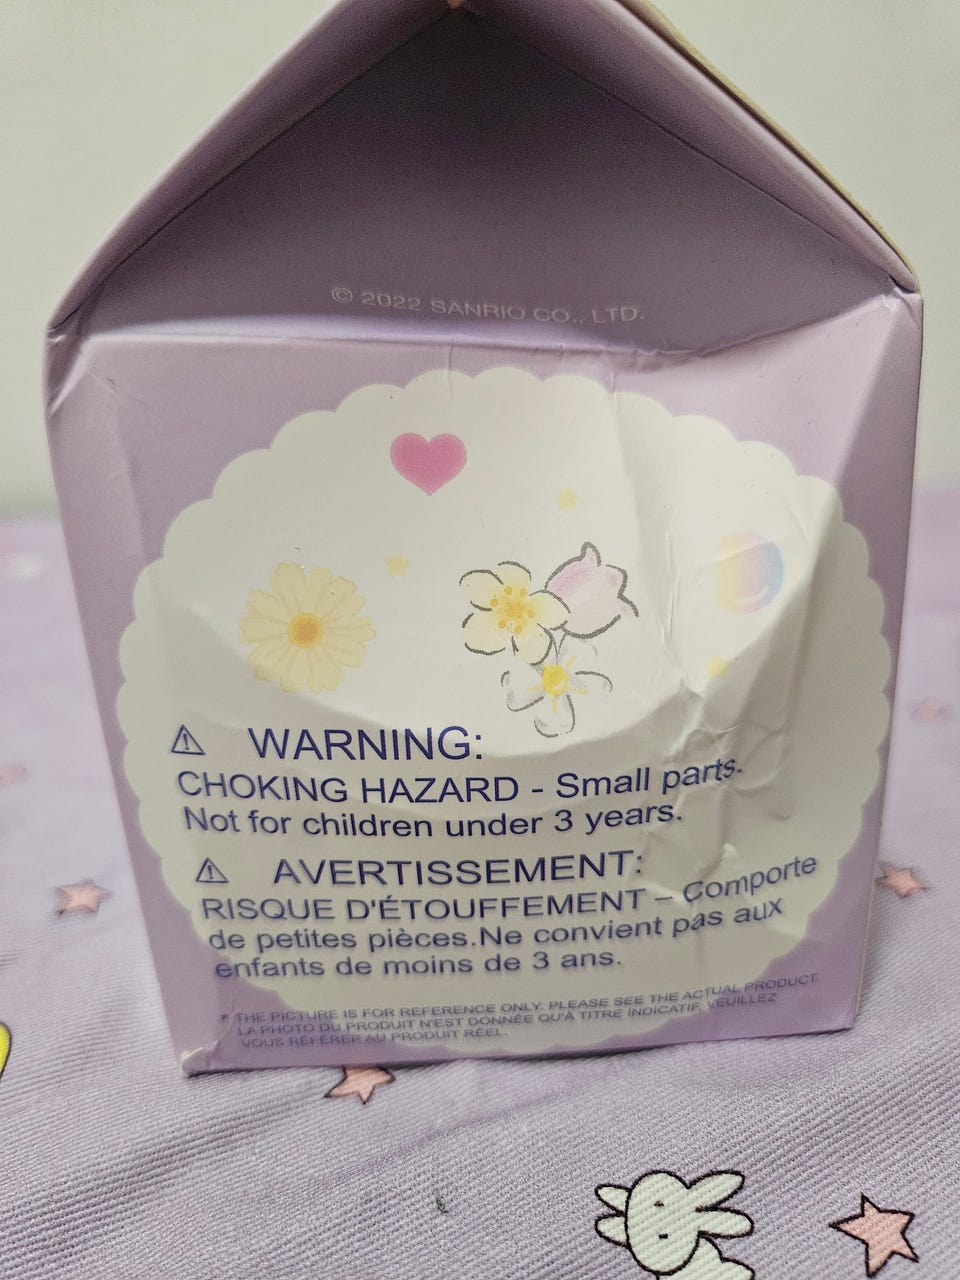 © 2022 SANRIO CO., LTD.
⚠ WARNING:
CHOKING HAZARD - Small parts.
Not for children under 3 years.
⚠ AVERTISSEMENT:
RISQUE D'ÉTOUFFEMENT – Comporte
de petites pièces.Ne convient pas aux
enfants de moins de 3 ans.
* THE PICTURE IS FOR REFERENCE ONLY. PLEASE SEE THE ACTUAL PRODUCT.
LA PHOTO DU PRODUIT N'EST DONNÉE QU'À TITRE INDICATIF, VEUILLEZ
VOUS RÉFÉRER AU PRODUIT RÉEL.